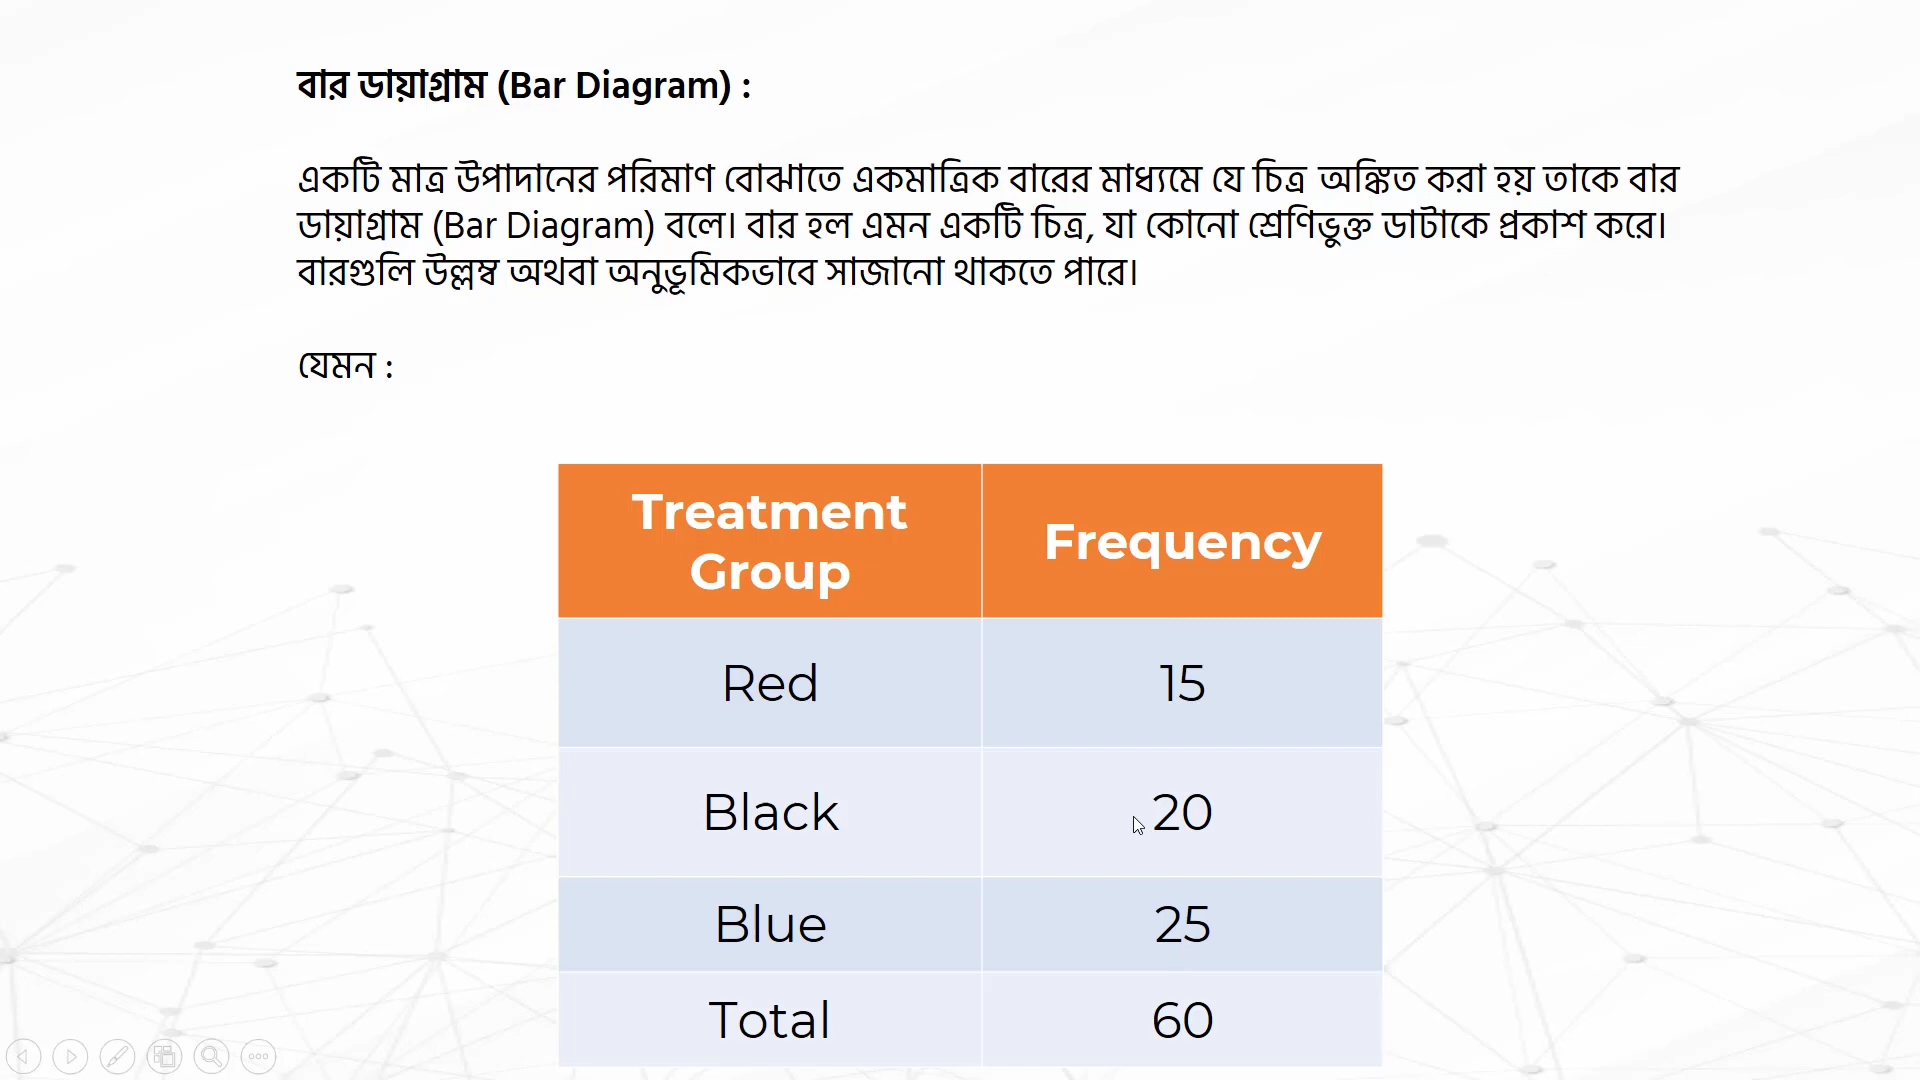 বার ডায়াগ্রাম (Bar Diagram) :
একটি মাত্র উপাদানের পরিমাণ বোঝাতে একমাত্রিক বারের মাধ্যমে যে চিত্র অঙ্কিত করা হয় তাকে বার
ডায়াগ্রাম (Bar Diagram) বলে। বার হল এমন একটি চিত্র, যা কোনো শ্রেণিভুক্ত ডাটাকে প্রকাশ করে।
বারগুলি উল্লম্ব অথবা অনুভূমিকভাবে সাজানো থাকতে পারে।
যেমন :
Treatment
Group
Frequency
Red 15
Black 20
Blue 25
Total 60